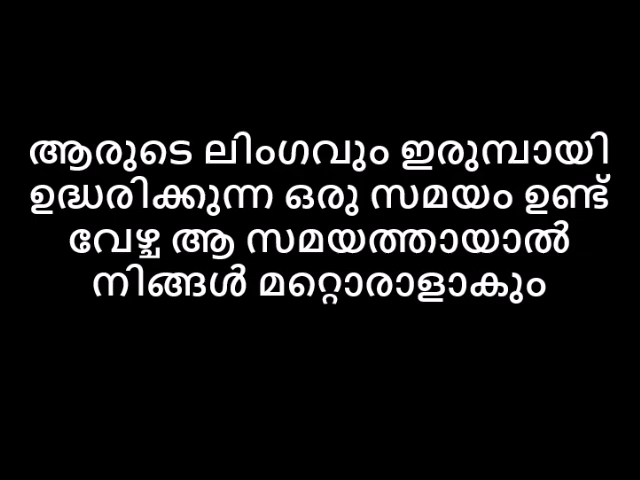 ആരുടെ ലിംഗവും ഇരുമ്പായി
ഉദ്ധരിക്കുന്ന ഒരു സമയം ഉണ്ട്
വേഴ്ച ആ സമയത്തായാൽ
നിങ്ങൾ മറ്റൊരാളാകും